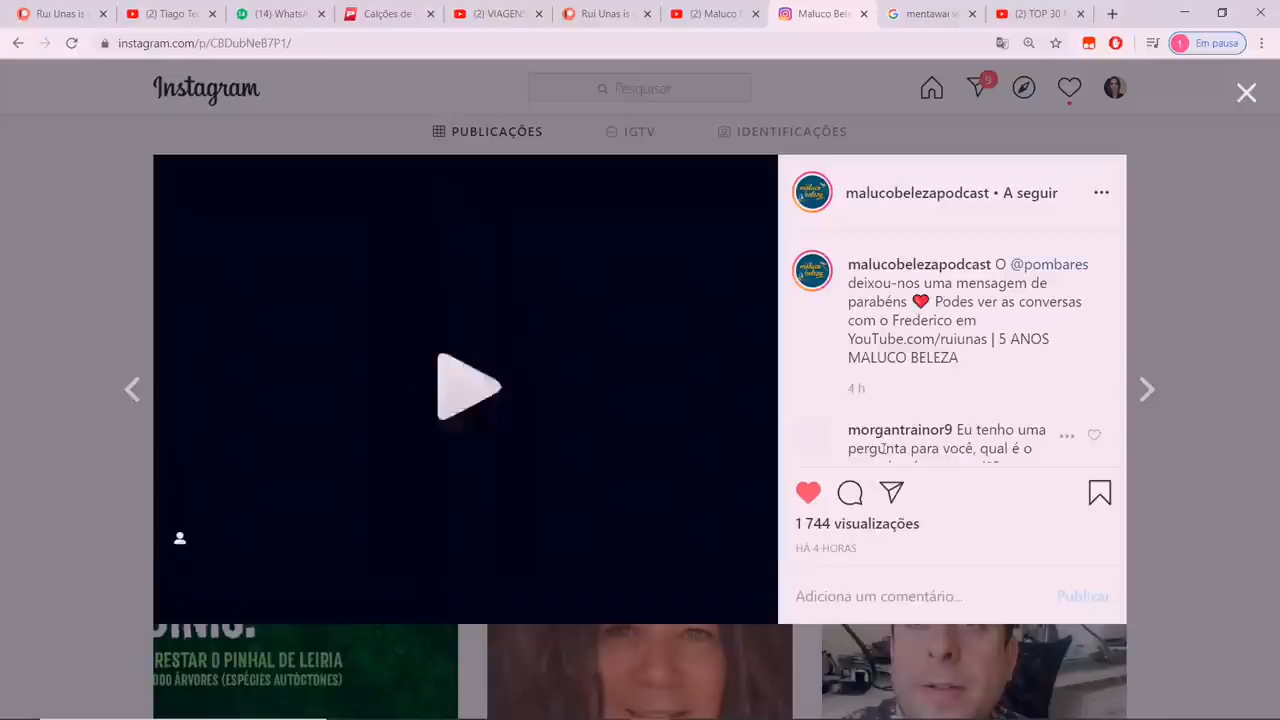 Rui Unas is
(2) Tiago Te
(14) Whats
Calções de
(2) VIAGEN
Rui Unas is
(2) Maluco
Maluco Bel
mentawai
(2) TOP 30
instagram.com/p/CBDubNeB7P1/
Em pausa
Instagram
Pesquisar
9
PUBLICAÇÕES
IGTV
IDENTIFICAÇÕES
malucobelezapodcast • A seguir
malucobelezapodcast O @pombares
deixou-nos uma mensagem de
parabéns ❤️ Podes ver as conversas
com o Frederico em
YouTube.com/ruiunas | 5 ANOS
MALUCO BELEZA
4 h
morgantrainor9 Eu tenho uma
pergunta para você, qual é o
1 744 visualizações
HÁ 4 HORAS
Adiciona um comentário...
Publicar
RESTAR O PINHAL DE LEIRIA
000 ÁRVORES (ESPÉCIES AUTÓCTONES)